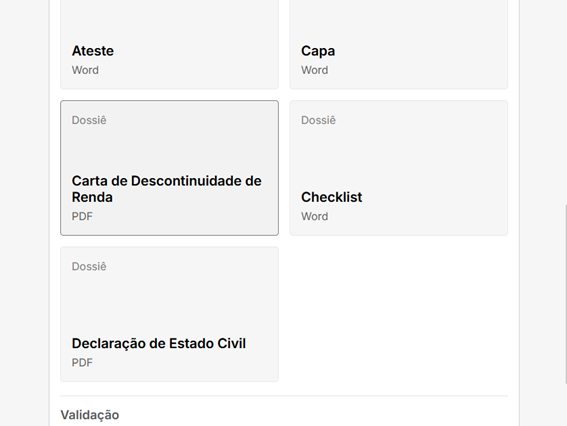 Ateste
Word
Capa
Word
Dossiê
Carta de Descontinuidade de
Renda
PDF
Dossiê
Checklist
Word
Dossiê
Declaração de Estado Civil
PDF
Validação